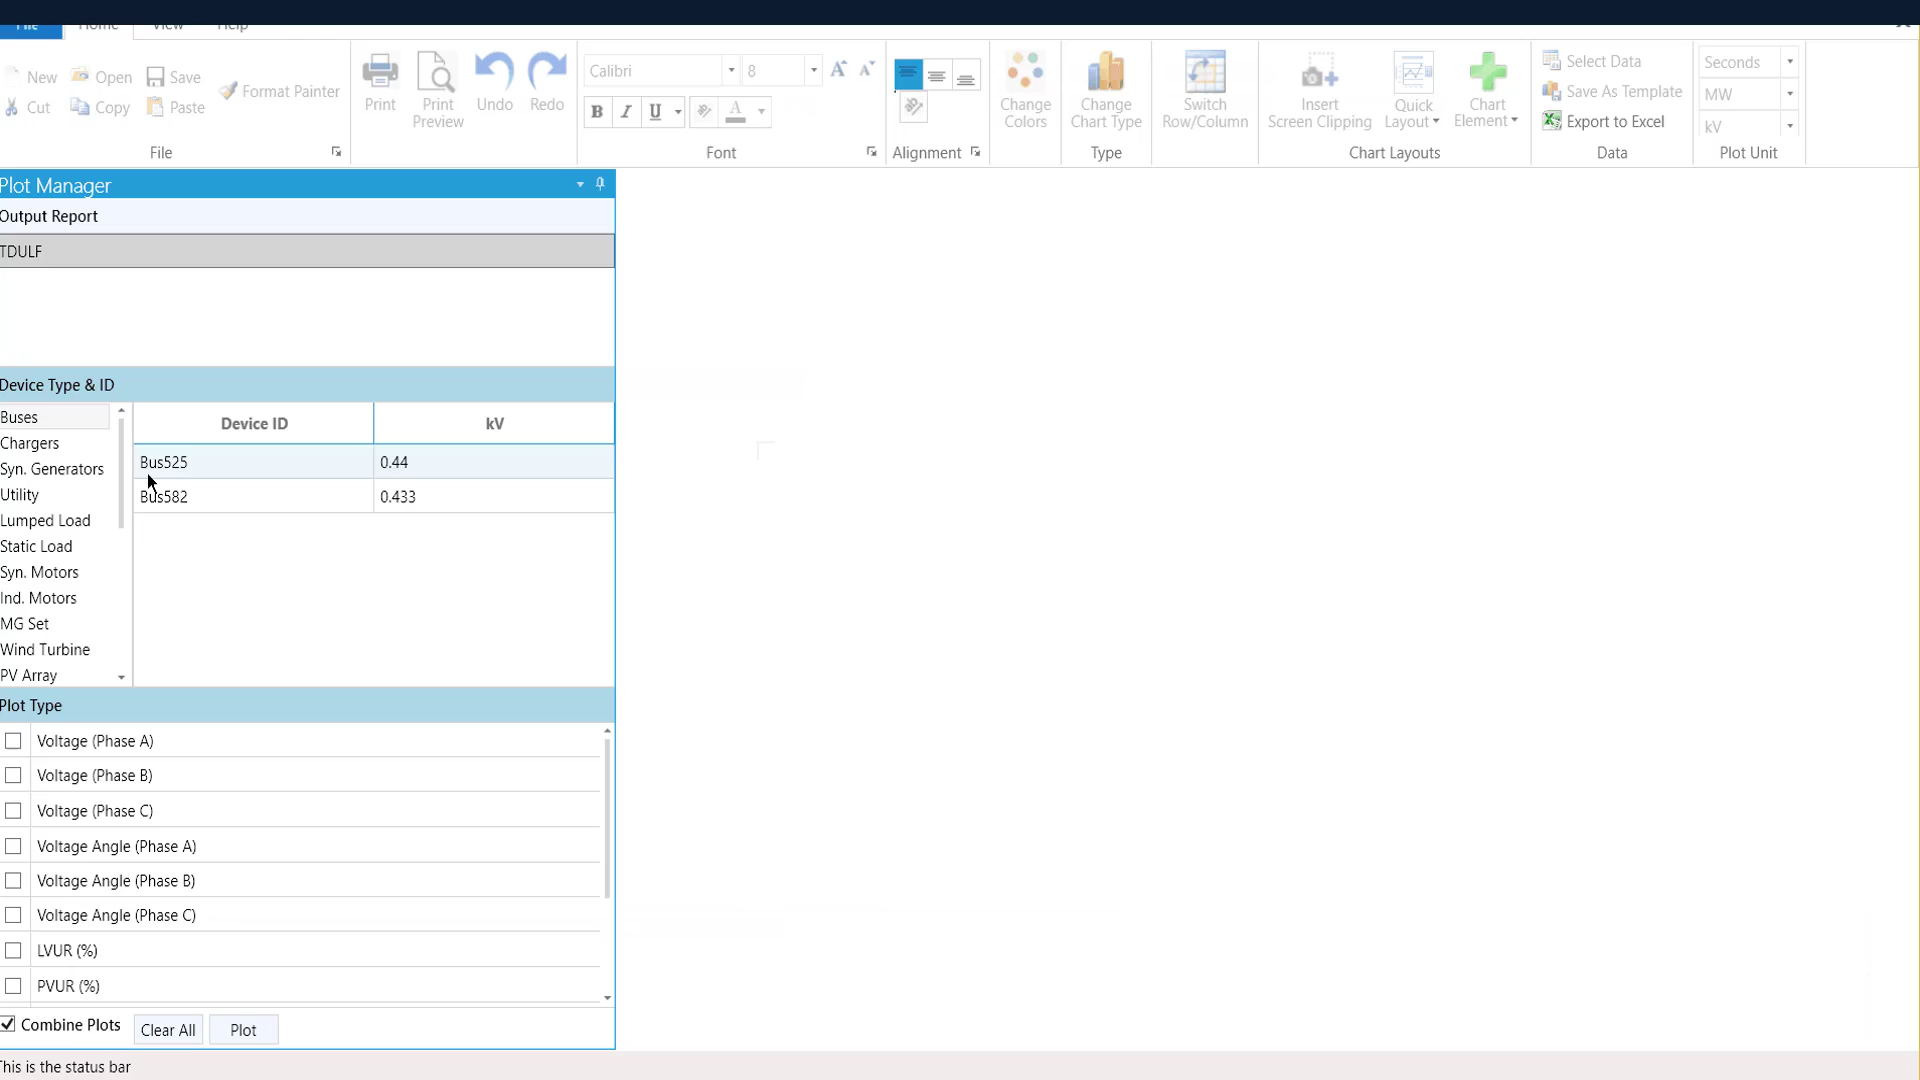 File Home View Help
New Open Save Format Painter
Cut Copy Paste
File
Print Print Preview Undo Redo
Calibri 8
B I U A
Font
Alignment
Change Colors
Change Chart Type
Type
Switch Row/Column
Insert Screen Clipping
Quick Layout
Chart Element
Chart Layouts
Select Data
Save As Template
Export to Excel
Data
Seconds
MW
kV
Plot Unit
Plot Manager
Output Report
TDULF
Device Type & ID
Buses
Chargers
Syn. Generators
Utility
Lumped Load
Static Load
Syn. Motors
Ind. Motors
MG Set
Wind Turbine
PV Array
Device ID kV
Bus525 0.44
Bus582 0.433
Plot Type
Voltage (Phase A)
Voltage (Phase B)
Voltage (Phase C)
Voltage Angle (Phase A)
Voltage Angle (Phase B)
Voltage Angle (Phase C)
LVUR (%)
PVUR (%)
Combine Plots Clear All Plot
This is the status bar